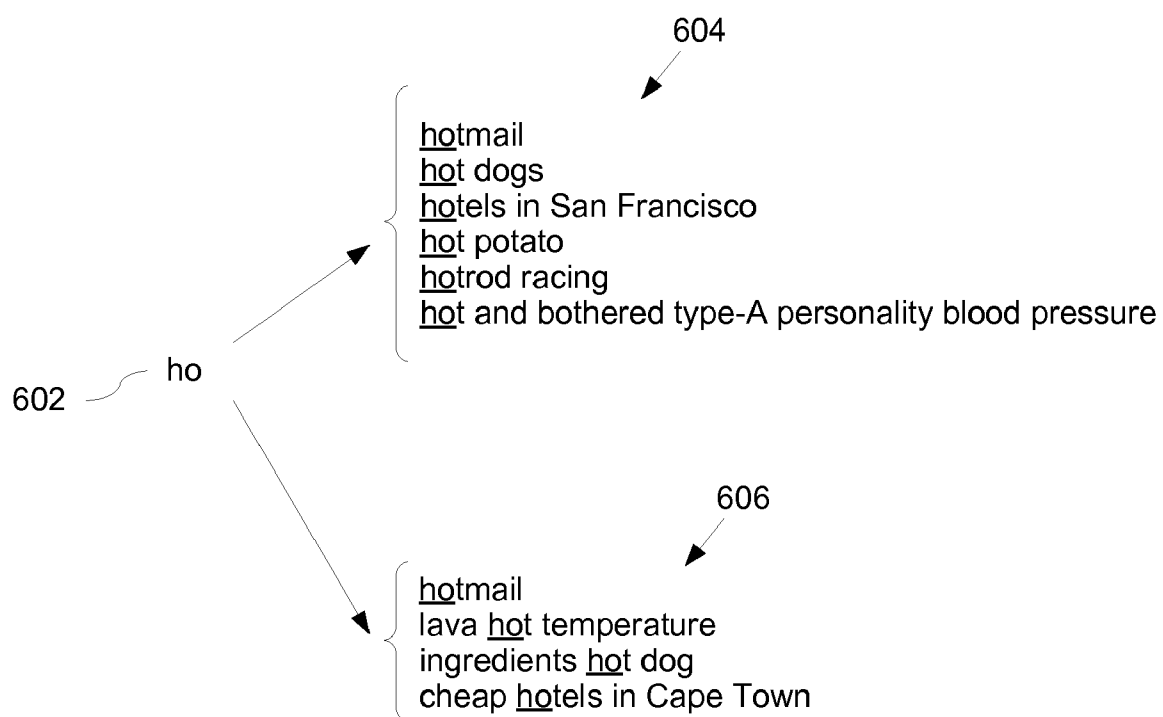 604
hotmail
hot dogs
hotels in San Francisco
hot potato
hotrod racing
hot and bothered type-A personality blood pressure
ho
602
606
hotmail
lava hot temperature
ingredients hot dog
cheap hotels in Cape Town